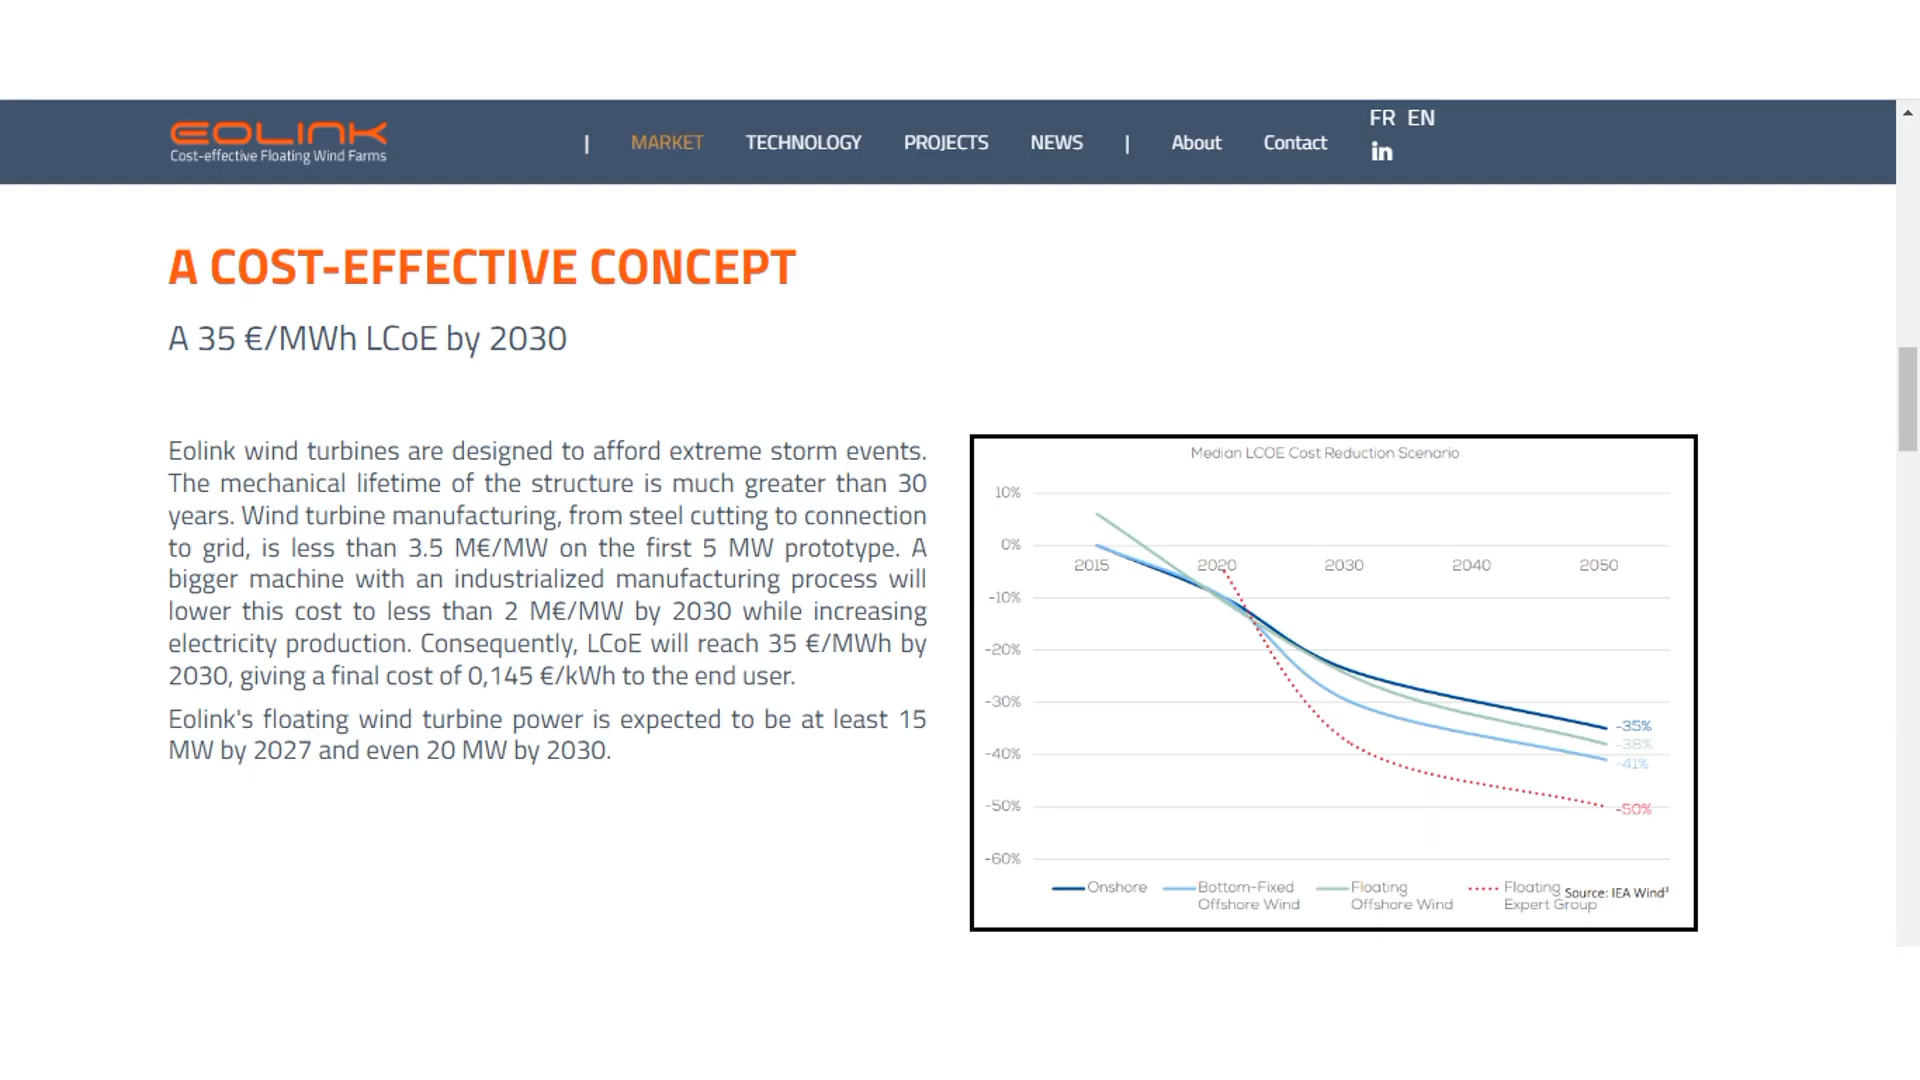 EOLINK
Cost-effective Floating Wind Farms
| MARKET TECHNOLOGY PROJECTS NEWS | About Contact
FR EN
in
A COST-EFFECTIVE CONCEPT
A 35 €/MWh LCoE by 2030
Eolink wind turbines are designed to afford extreme storm events.
The mechanical lifetime of the structure is much greater than 30
years. Wind turbine manufacturing, from steel cutting to connection
to grid, is less than 3.5 M€/MW on the first 5 MW prototype. A
bigger machine with an industrialized manufacturing process will
lower this cost to less than 2 M€/MW by 2030 while increasing
electricity production. Consequently, LCoE will reach 35 €/MWh by
2030, giving a final cost of 0,145 €/kWh to the end user.
Eolink's floating wind turbine power is expected to be at least 15
MW by 2027 and even 20 MW by 2030.
Median LCOE Cost Reduction Scenario
10%
0%
2015 2020 2030 2040 2050
-10%
-20%
-30%
-35%
-38%
-40%
-41%
-50%
-50%
-60%
Onshore
Bottom-Fixed
Offshore Wind
Floating
Offshore Wind
Floating
Expert Group
Source: IEA Wind³